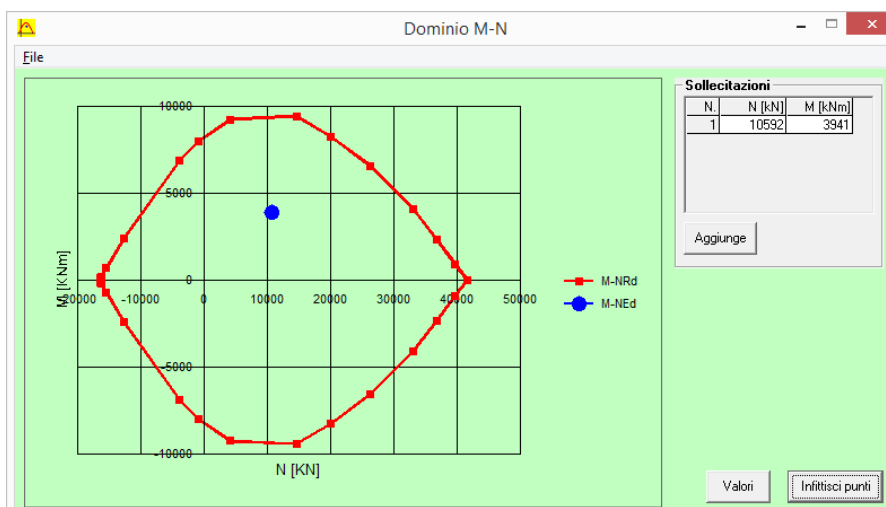 Dominio M-N
File
10000
5000
0
-5000
-10000
M [KNm]
20000 -10000 0 10000 20000 30000 40000 50000
N [KN]
M-NRd
M-NEd
Sollecitazioni
N. N [kN] M [kNm]
1 10592 3941
Aggiunge
Valori
Infittisci punti